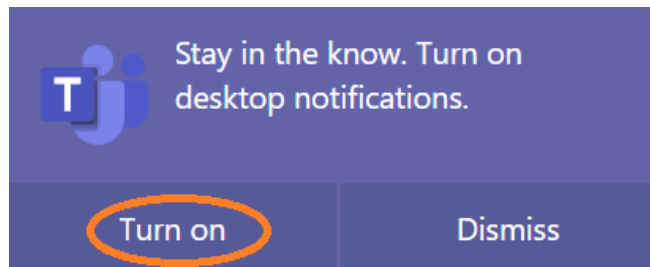 Stay in the know. Turn on
desktop notifications.
T
Turn on
Dismiss